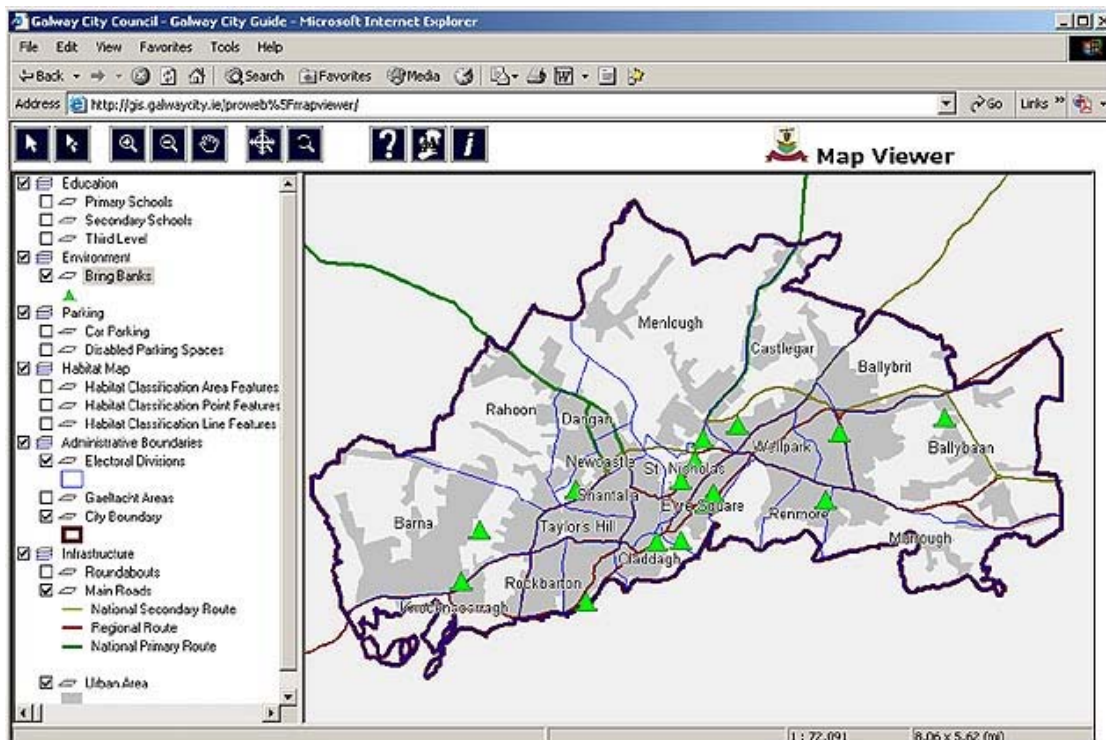 Galway City Council - Galway City Guide - Microsoft Internet Explorer
File Edit View Favorites Tools Help
Back Search Favorites Media
Address http://gis.galwaycity.ie/proweb%5Fmapviewer/ Go Links »
Map Viewer
Education
Primary Schools
Secondary Schools
Third Level
Environment
Bring Banks
Parking
Car Parking
Disabled Parking Spaces
Habitat Map
Habitat Classification Area Features
Habitat Classification Point Features
Habitat Classification Line Features
Administrative Boundaries
Electoral Divisions
Gaeltacht Areas
City Boundary
Infrastructure
Roundabouts
Main Roads
National Secondary Route
Regional Route
National Primary Route
Urban Area
Menlough
Castlegar
Ballybrit
Rahoon
Dangan
Wellpark
Ballybaan
Newcastle
St. Nicholas
Shantalla
Eyre Square
Barna
Taylor's Hill
Renmore
Murrough
Claddagh
Rockbarton
Knocknacarragh
1 : 72,091
8.06 x 5.62 (mi)